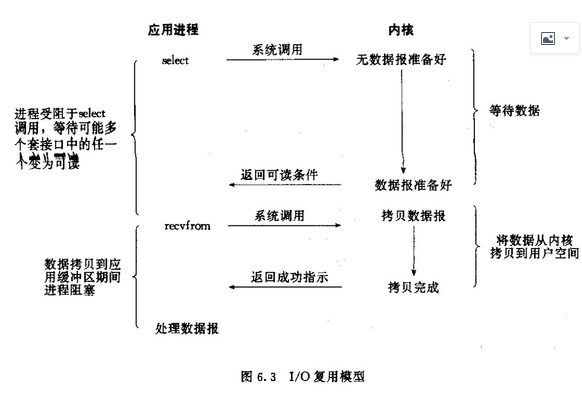 应用进程
内核
select
系统调用
无数据报准备好
进程受阻于select
调用，等待可能多
个套接口中的任一
个变为可读
等待数据
返回可读条件
数据报准备好
recvfrom
系统调用
拷贝数据报
数据拷贝到应
用缓冲区期间
进程阻塞
将数据从内核
拷贝到用户空间
返回成功指示
拷贝完成
处理数据报
图 6.3 I/O 复用模型